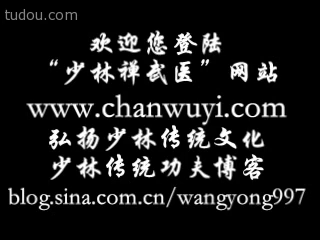 tudou.com
欢迎您登陆
“少林禅武医”网站
www.chanwuyi.com
弘扬少林传统文化
少林传统功夫博客
blog.sina.com.cn/wangyong997